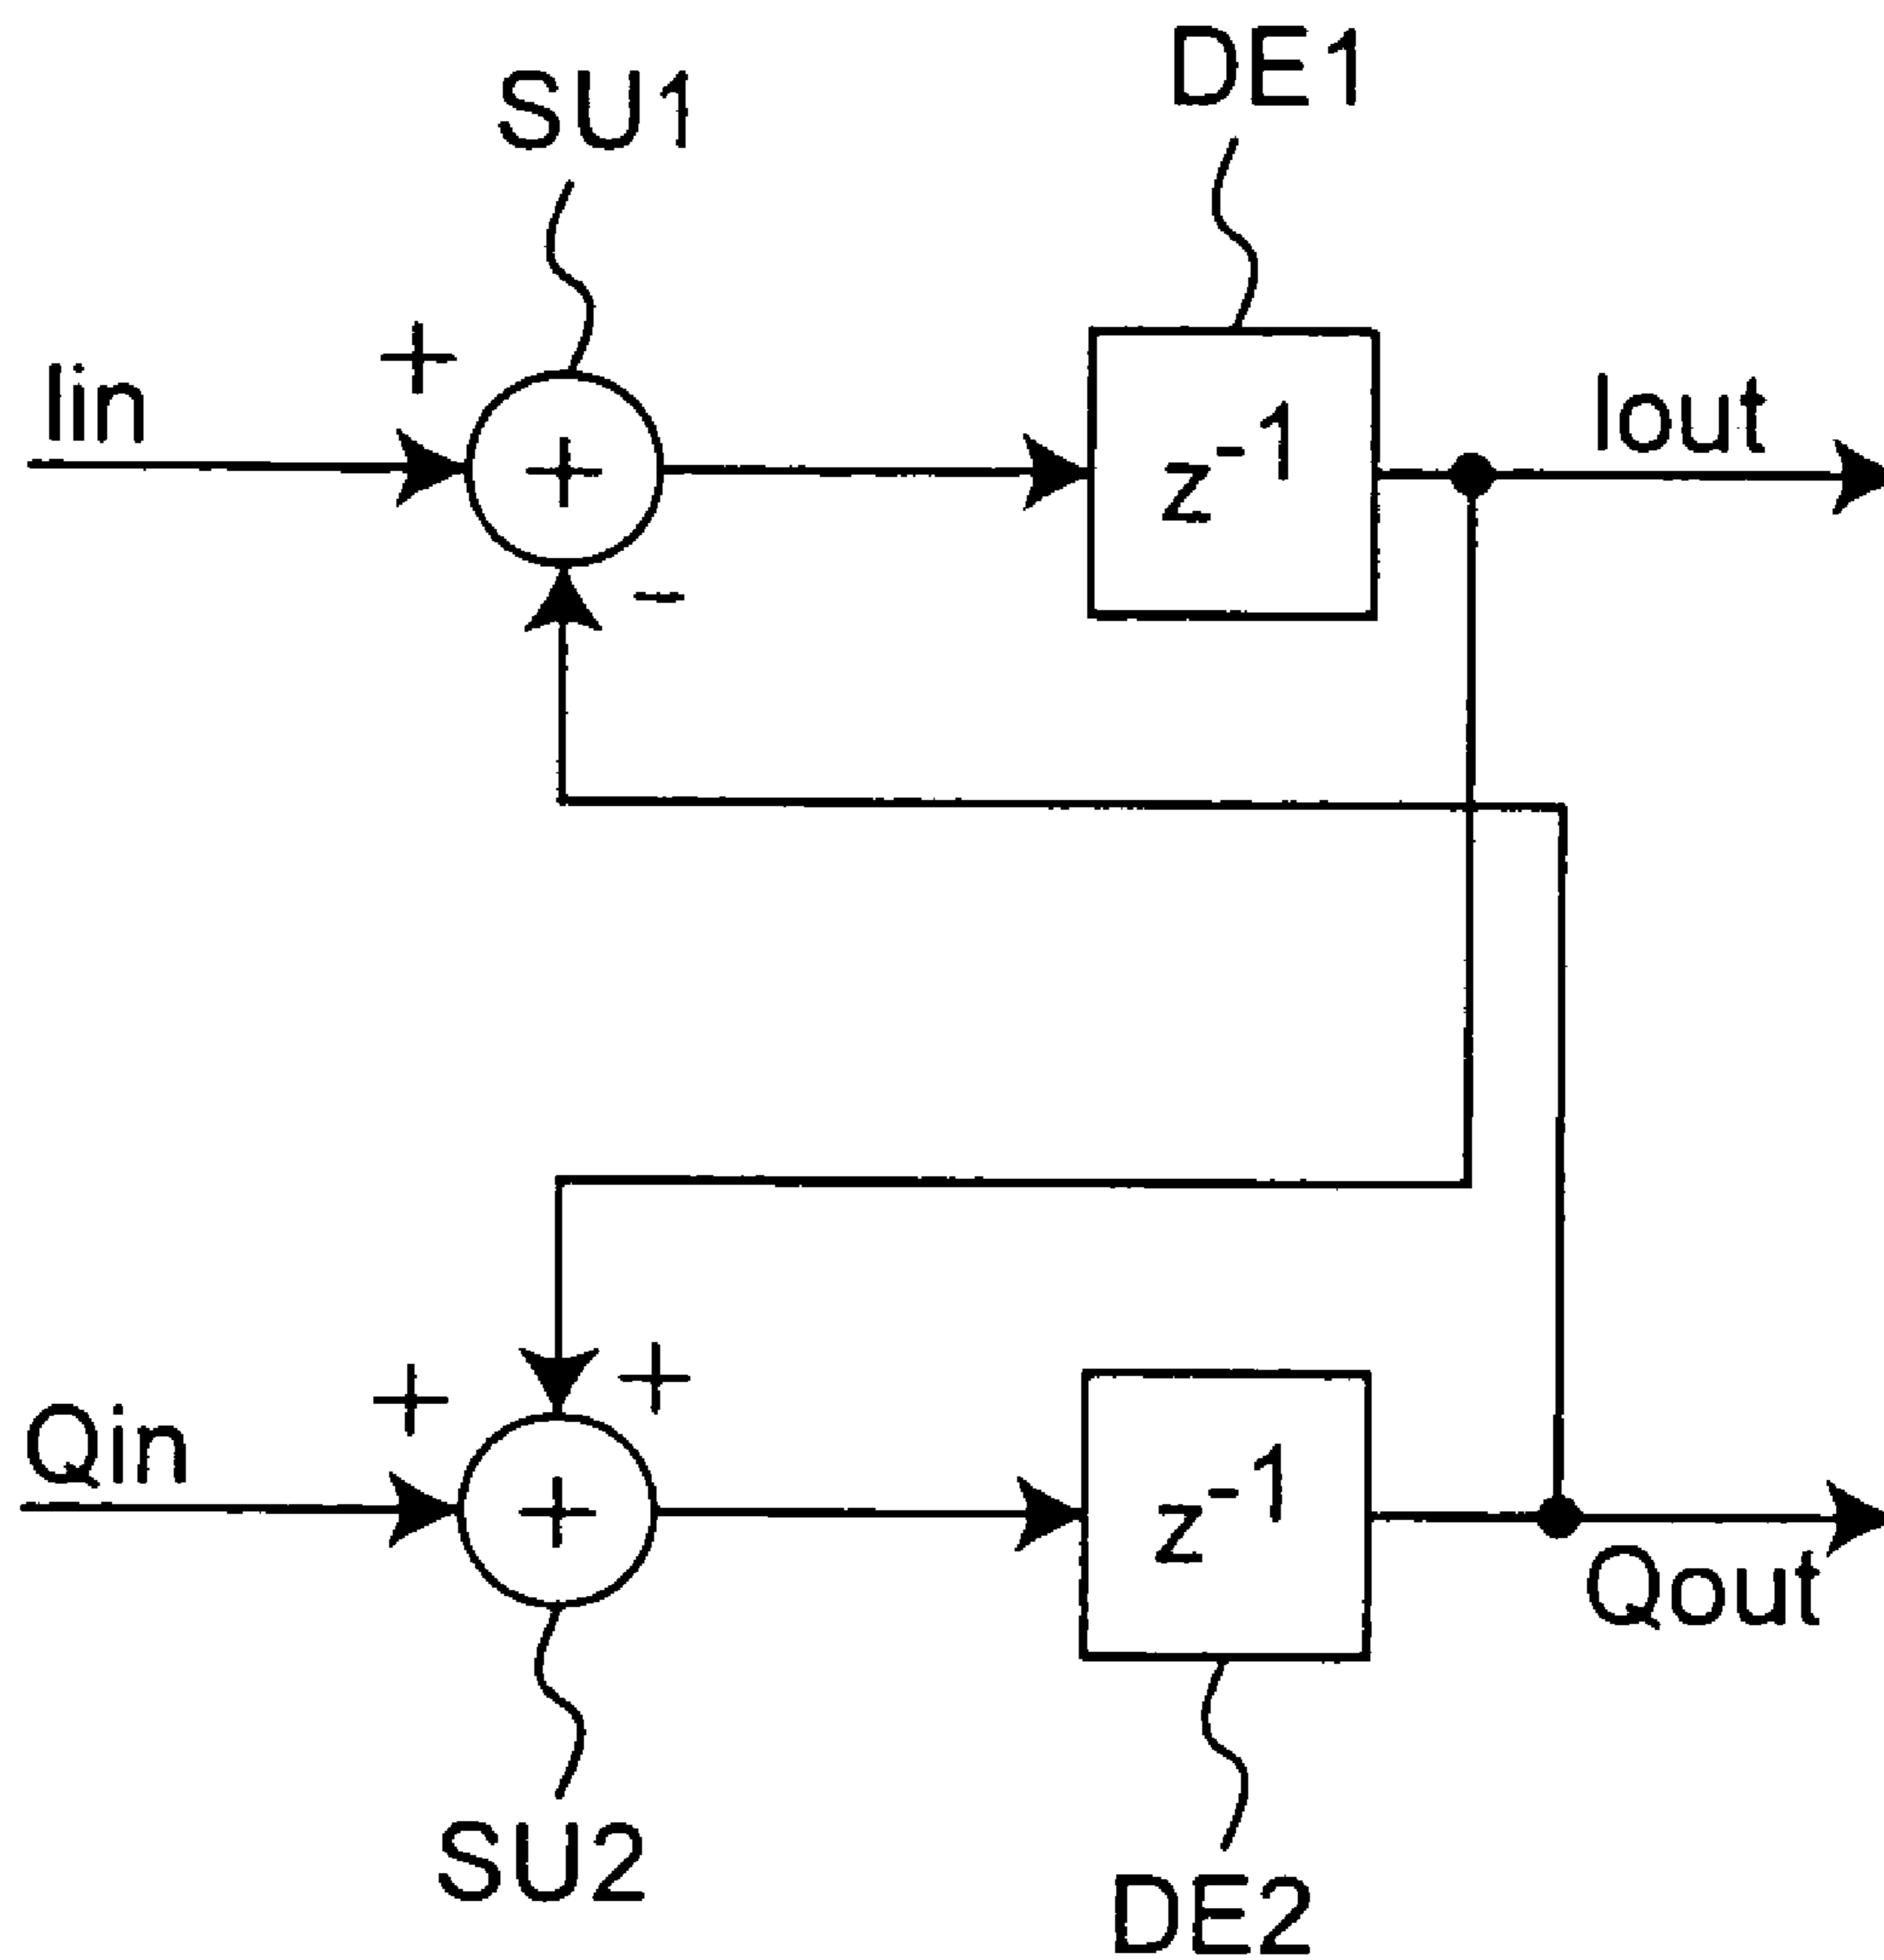 DE1
SU1
+
Iin
+
z-1
Iout
-
+
+
Qin
+
z-1
Qout
SU2
DE2